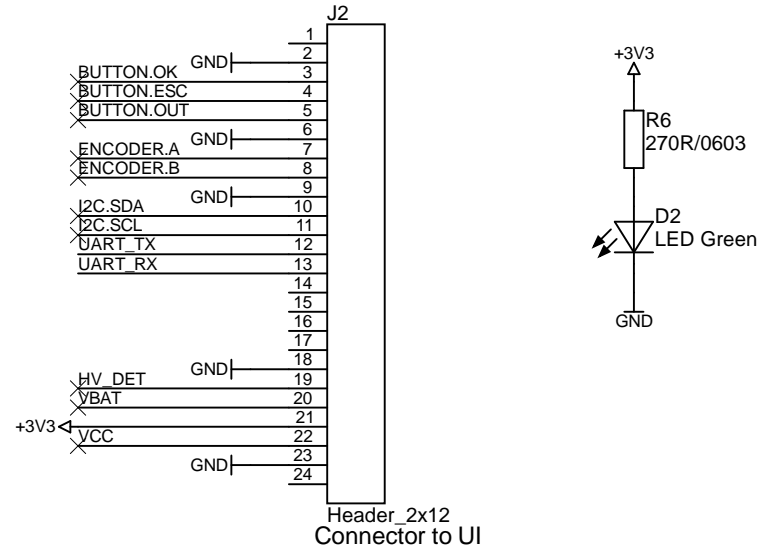 J2
1
GND 2
BUTTON.OK 3
BUTTON.ESC 4
BUTTON.OUT 5
GND 6
ENCODER.A 7
ENCODER.B 8
GND 9
I2C.SDA 10
I2C.SCL 11
UART_TX 12
UART_RX 13
14
15
16
17
GND 18
HV_DET 19
VBAT 20
+3V3 21
VCC 22
GND 23
24
Header_2x12
Connector to UI
+3V3
R6
270R/0603
D2
LED Green
GND